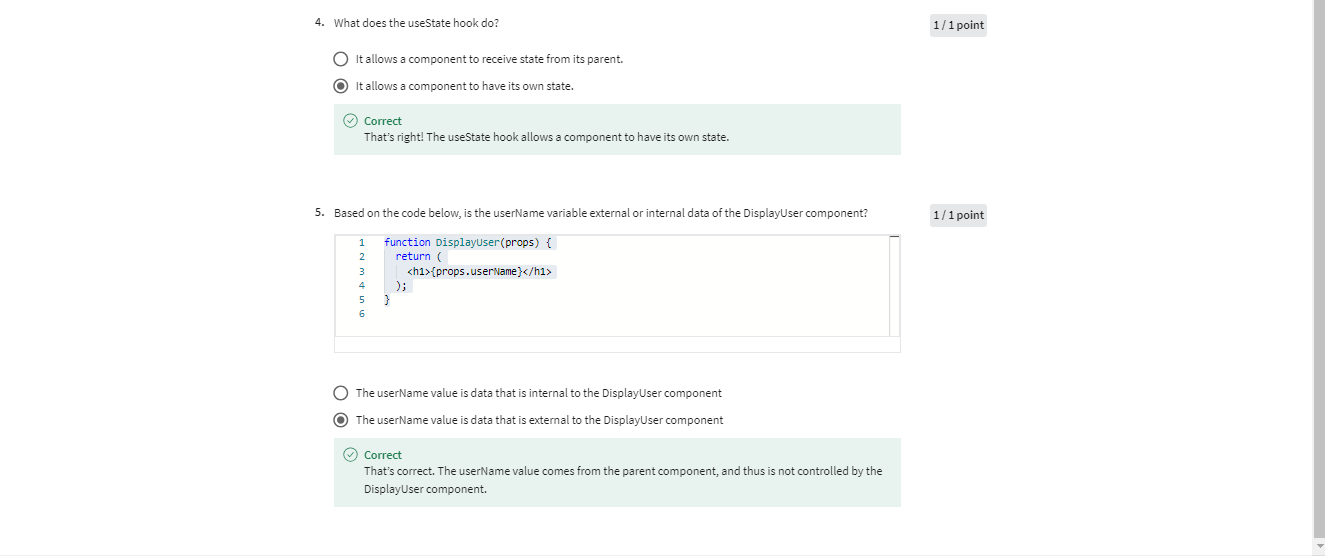 4. What does the useState hook do?
1 / 1 point
It allows a component to receive state from its parent.
It allows a component to have its own state.
Correct
That's right! The useState hook allows a component to have its own state.
5. Based on the code below, is the userName variable external or internal data of the DisplayUser component?
1 / 1 point
1 function DisplayUser(props) {
2   return (
3     <h1>{props.userName}</h1>
4   );
5 }
6
The userName value is data that is internal to the DisplayUser component
The userName value is data that is external to the DisplayUser component
Correct
That's correct. The userName value comes from the parent component, and thus is not controlled by the
DisplayUser component.